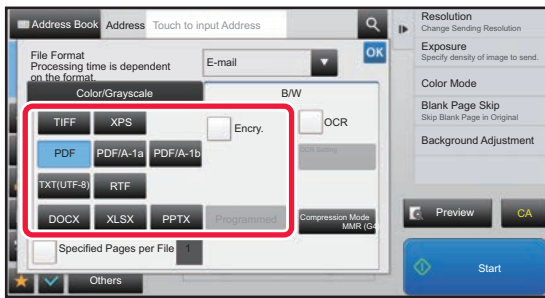 Address Book
Address
Touch to input Address
File Format
Processing time is dependent
on the format.
E-mail
OK
Color/Grayscale
B/W
TIFF
XPS
Encry.
OCR
PDF
PDF/A-1a
PDF/A-1b
OCR Setting
TXT(UTF-8)
RTF
DOCX
XLSX
PPTX
Programmed
Compression Mode
MMR (G4
Specified Pages per File
1
Others
Resolution
Change Sending Resolution
Exposure
Specify density of image to send.
Color Mode
Blank Page Skip
Skip Blank Page in Original
Background Adjustment
Preview
CA
Start